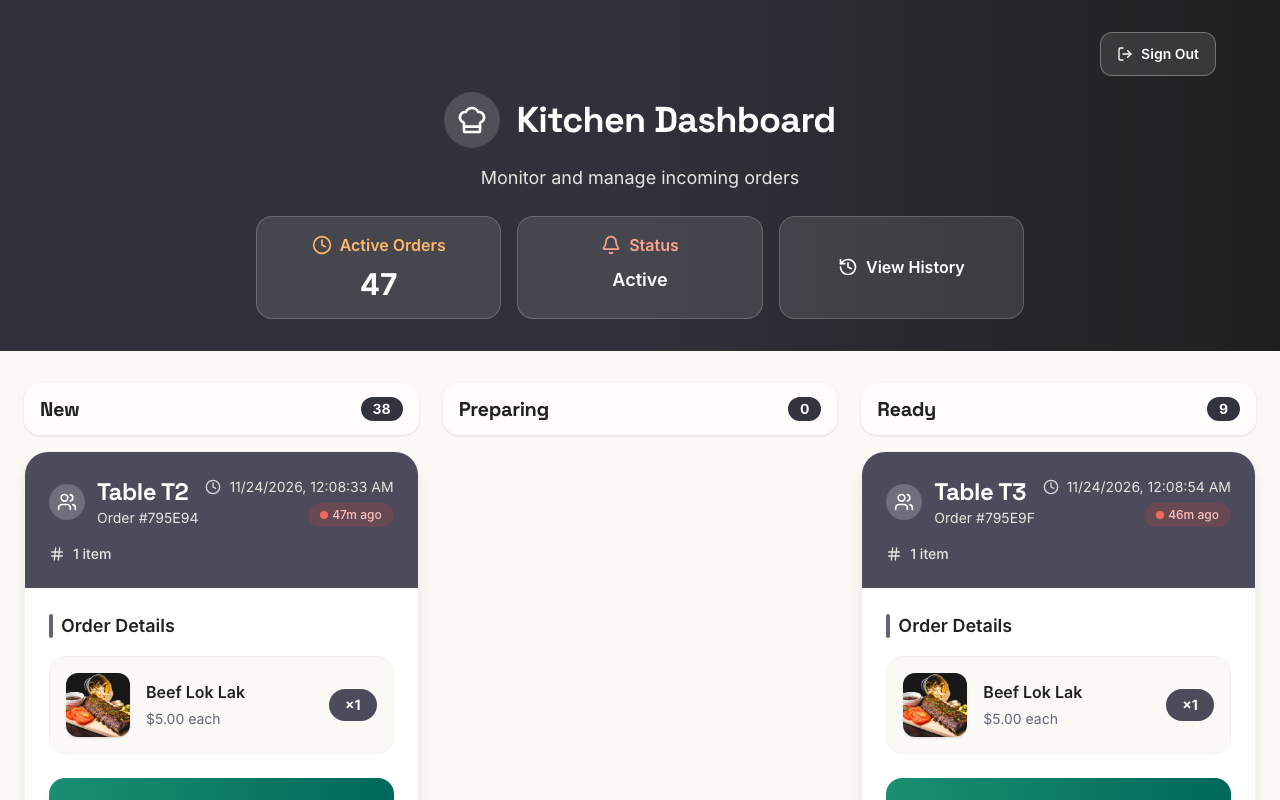 Sign Out
Kitchen Dashboard
Monitor and manage incoming orders
Active Orders
47
Status
Active
View History
New
38
Preparing
0
Ready
9
Table T2
11/24/2026, 12:08:33 AM
Order #795E94
47m ago
1 item
Order Details
Beef Lok Lak
$5.00 each
×1
Table T3
11/24/2026, 12:08:54 AM
Order #795E9F
46m ago
1 item
Order Details
Beef Lok Lak
$5.00 each
×1